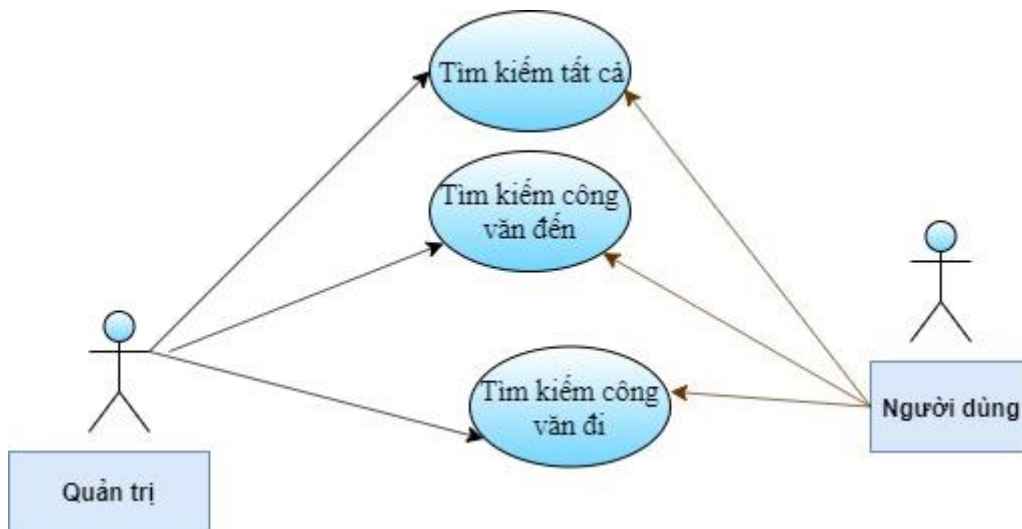 Tìm kiếm tất cả
Tìm kiếm công
văn đến
Tìm kiếm công
văn đi
Người dùng
Quản trị